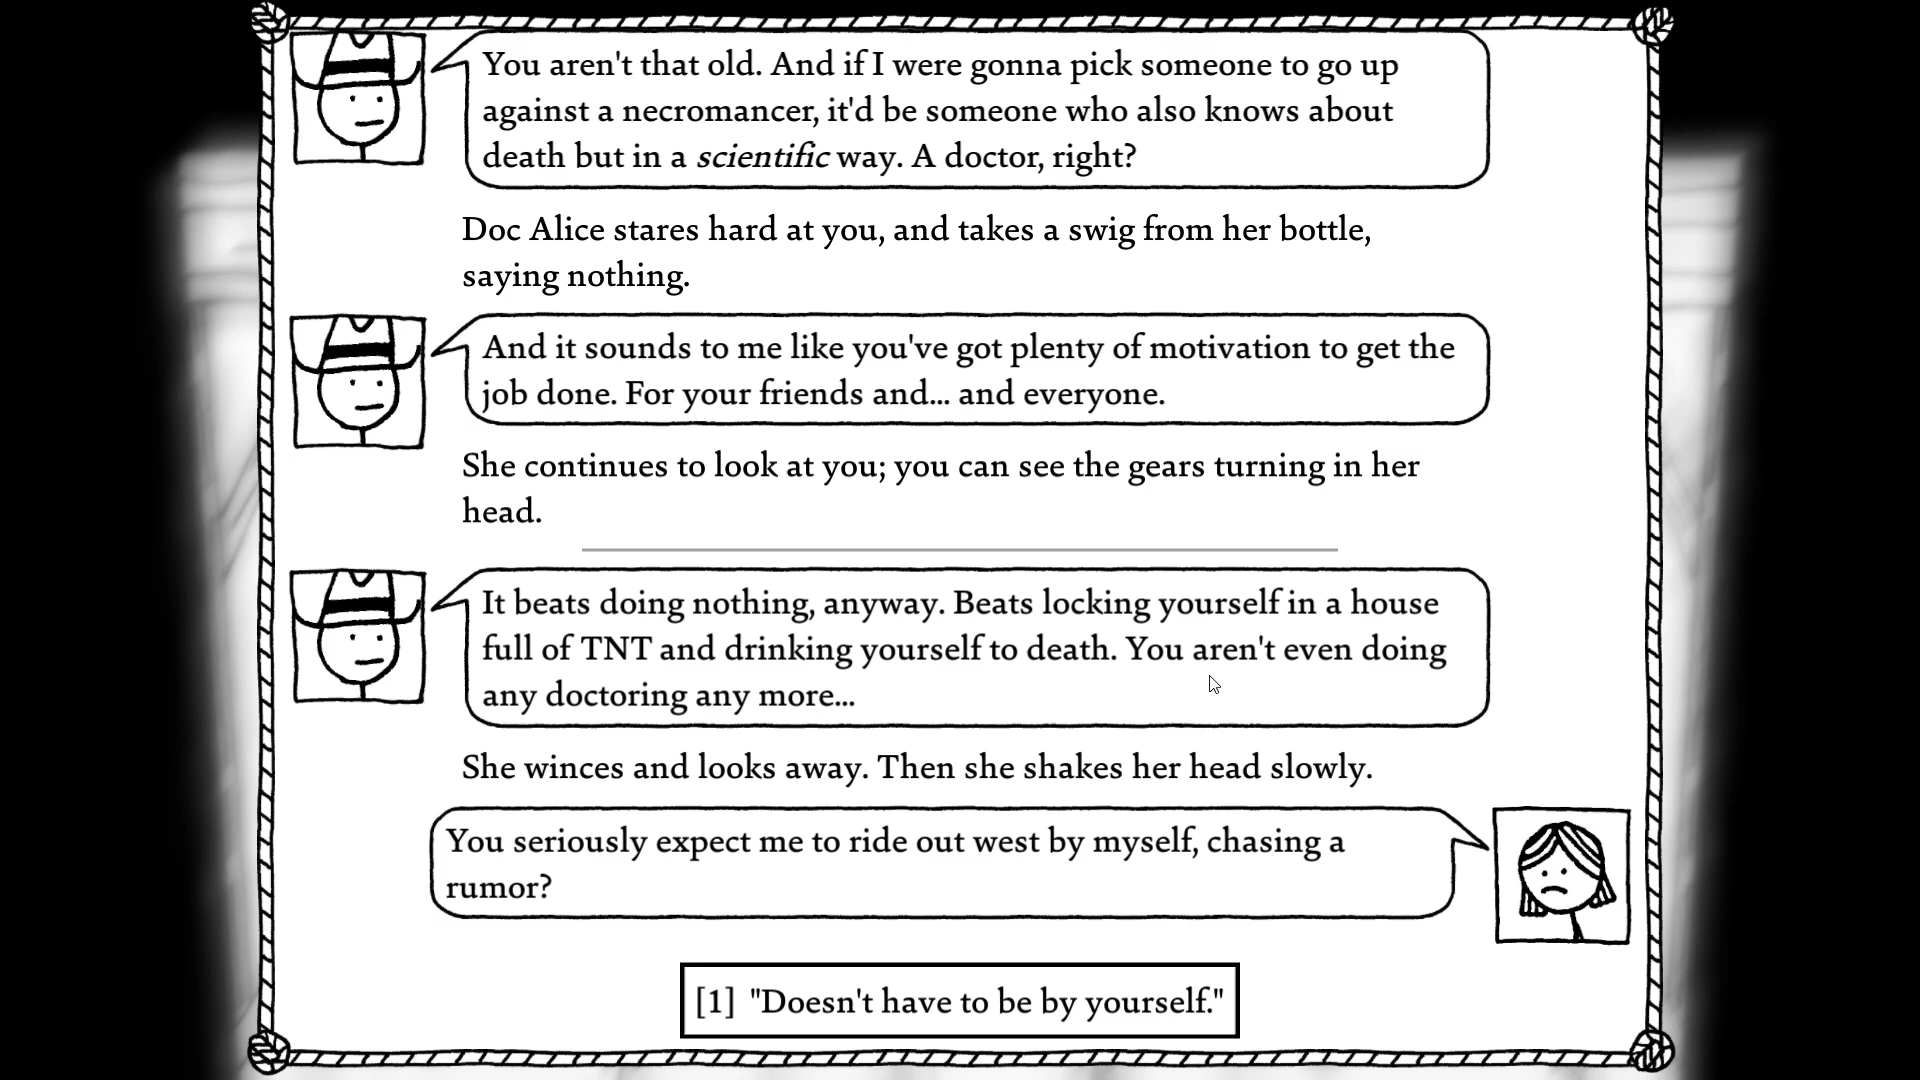 You aren't that old. And if I were gonna pick someone to go up
against a necromancer, it'd be someone who also knows about
death but in a scientific way. A doctor, right?
Doc Alice stares hard at you, and takes a swig from her bottle,
saying nothing.
And it sounds to me like you've got plenty of motivation to get the
job done. For your friends and... and everyone.
She continues to look at you; you can see the gears turning in her
head.
It beats doing nothing, anyway. Beats locking yourself in a house
full of TNT and drinking yourself to death. You aren't even doing
any doctoring any more...
She winces and looks away. Then she shakes her head slowly.
You seriously expect me to ride out west by myself, chasing a
rumor?
[1] "Doesn't have to be by yourself."